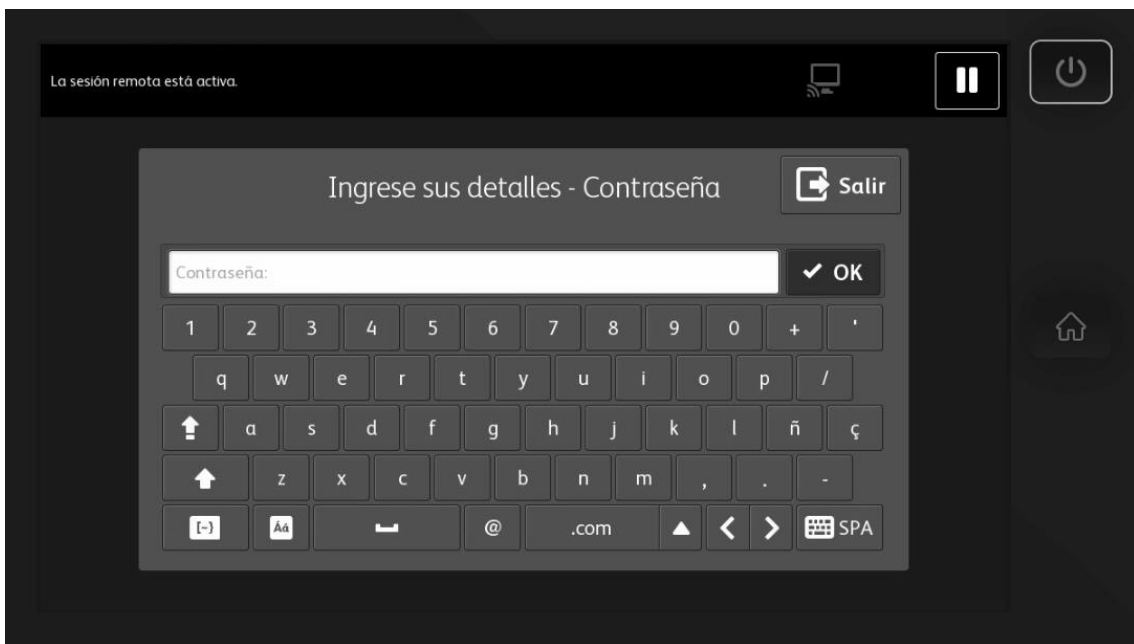 La sesión remota está activa.
Ingrese sus detalles - Contraseña
Salir
Contraseña:
OK
1 2 3 4 5 6 7 8 9 0 + '
q w e r t y u i o p /
a s d f g h j k l ñ ç
z x c v b n m , . -
[~] Áá @ .com SPA